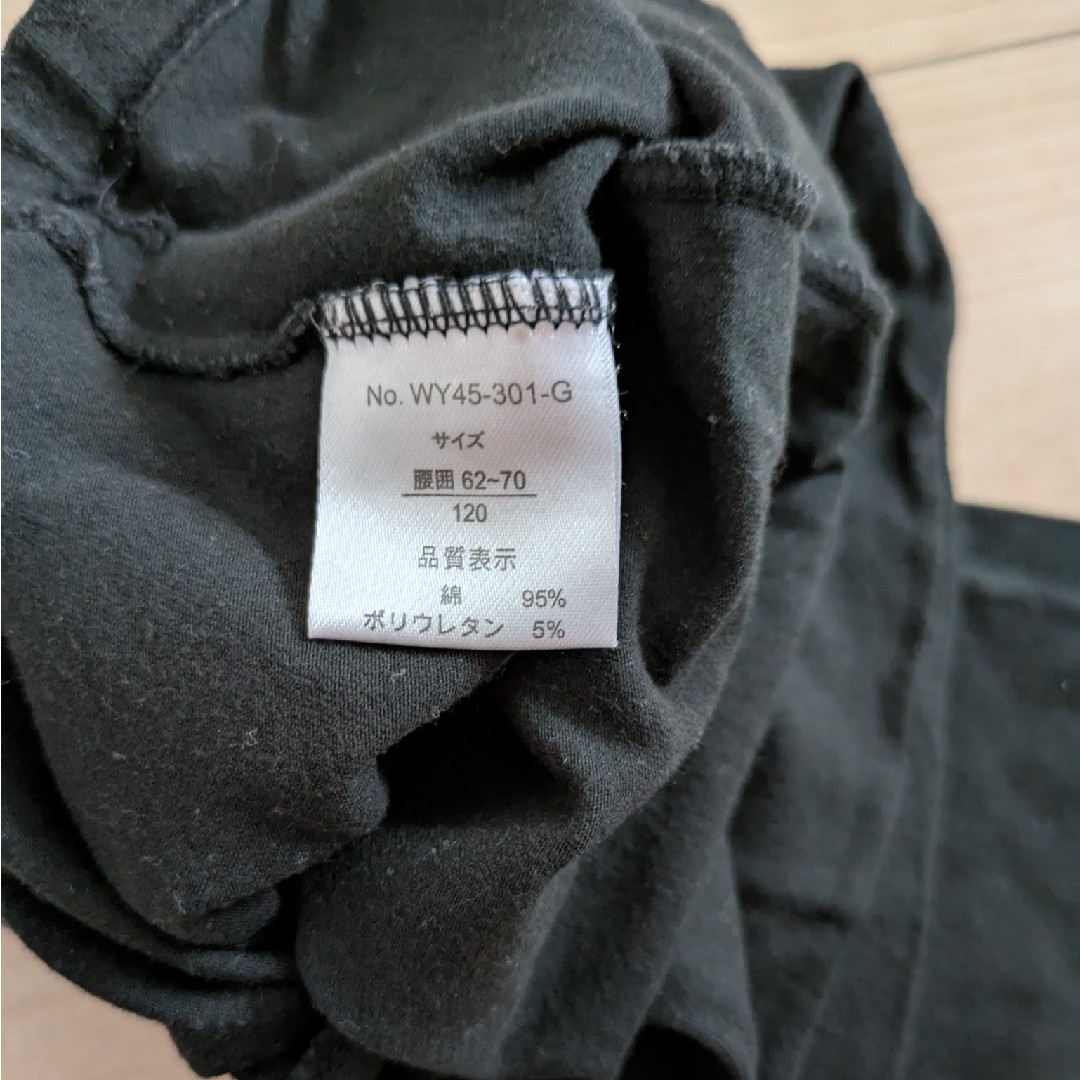 No. WY45-301-G
サイズ
腰囲 62~70
120
品質表示
綿 95%
ポリウレタン 5%